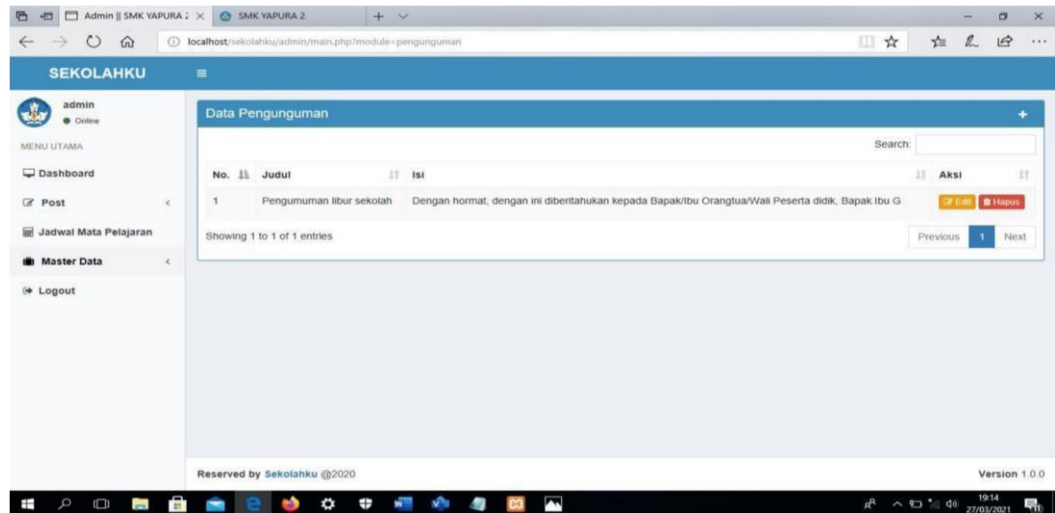 Admin || SMK YAPURA 2
SMK YAPURA 2
localhost/sekolahku/admin/main.php?module=pengunguman
SEKOLAHKU
admin
Online
MENU UTAMA
Dashboard
Post
Jadwal Mata Pelajaran
Master Data
Logout
Data Pengunguman
Search:
No. Judul Isi Aksi
1 Pengumuman libur sekolah Dengan hormat, dengan ini diberitahukan kepada Bapak/Ibu Orangtua/Wali Peserta didik, Bapak Ibu G Edit Hapus
Showing 1 to 1 of 1 entries
Previous 1 Next
Reserved by Sekolahku @2020
Version 1.0.0
19:14
27/03/2021